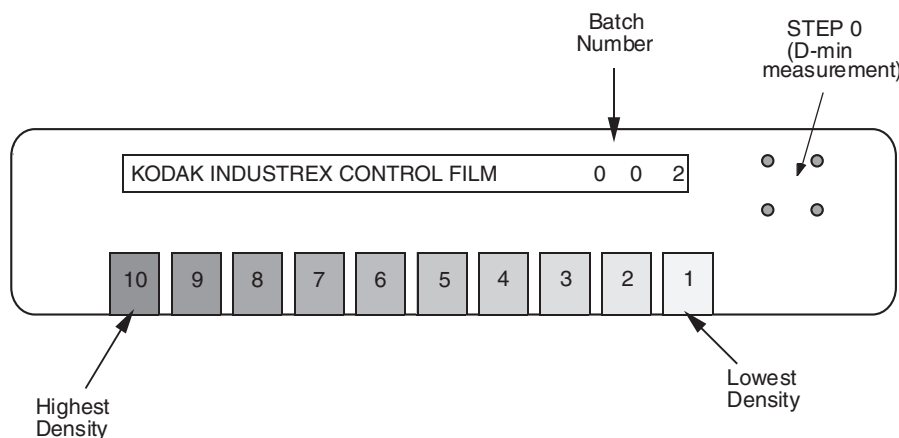 Batch
Number
STEP 0
(D-min
measurement)
KODAK INDUSTREX CONTROL FILM 0 0 2
10 9 8 7 6 5 4 3 2 1
Highest
Density
Lowest
Density